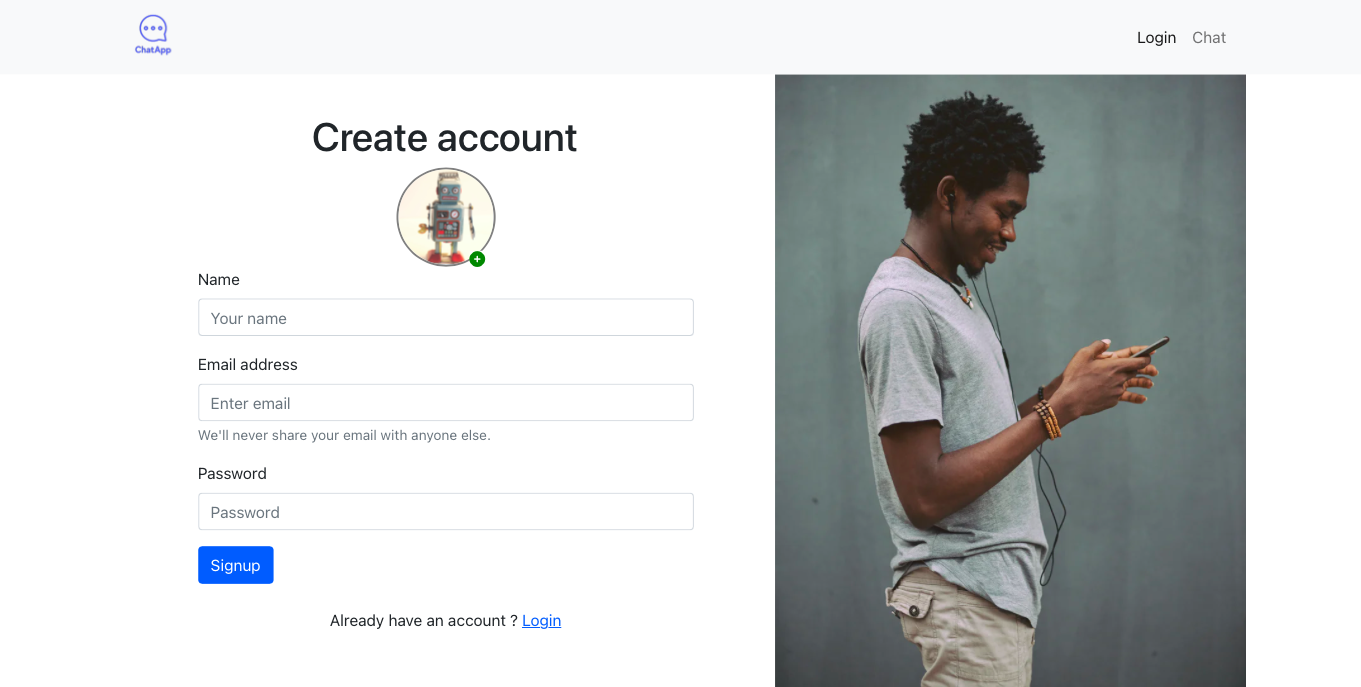 ChatApp
Login Chat
Create account
Name
Your name
Email address
Enter email
We'll never share your email with anyone else.
Password
Password
Signup
Already have an account ? Login